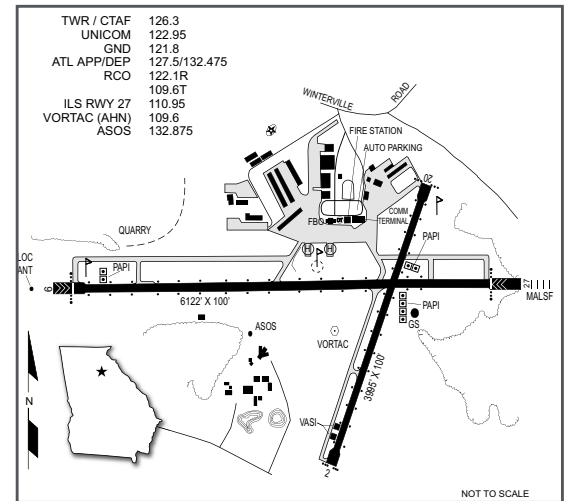 TWR / CTAF 126.3
UNICOM 122.95
GND 121.8
ATL APP/DEP 127.5/132.475
RCO 122.1R
109.6T
ILS RWY 27 110.95
VORTAC (AHN) 109.6
ASOS 132.875
WINTERVILLE ROAD
FIRE STATION
AUTO PARKING
20
FBO
COMM
TERMINAL
QUARRY
PAPI
LOC
ANT
PAPI
H H
9
27
MALSF
6122' X 100'
PAPI
GS
ASOS
VORTAC
3995' X 100'
N
VASI
2
NOT TO SCALE